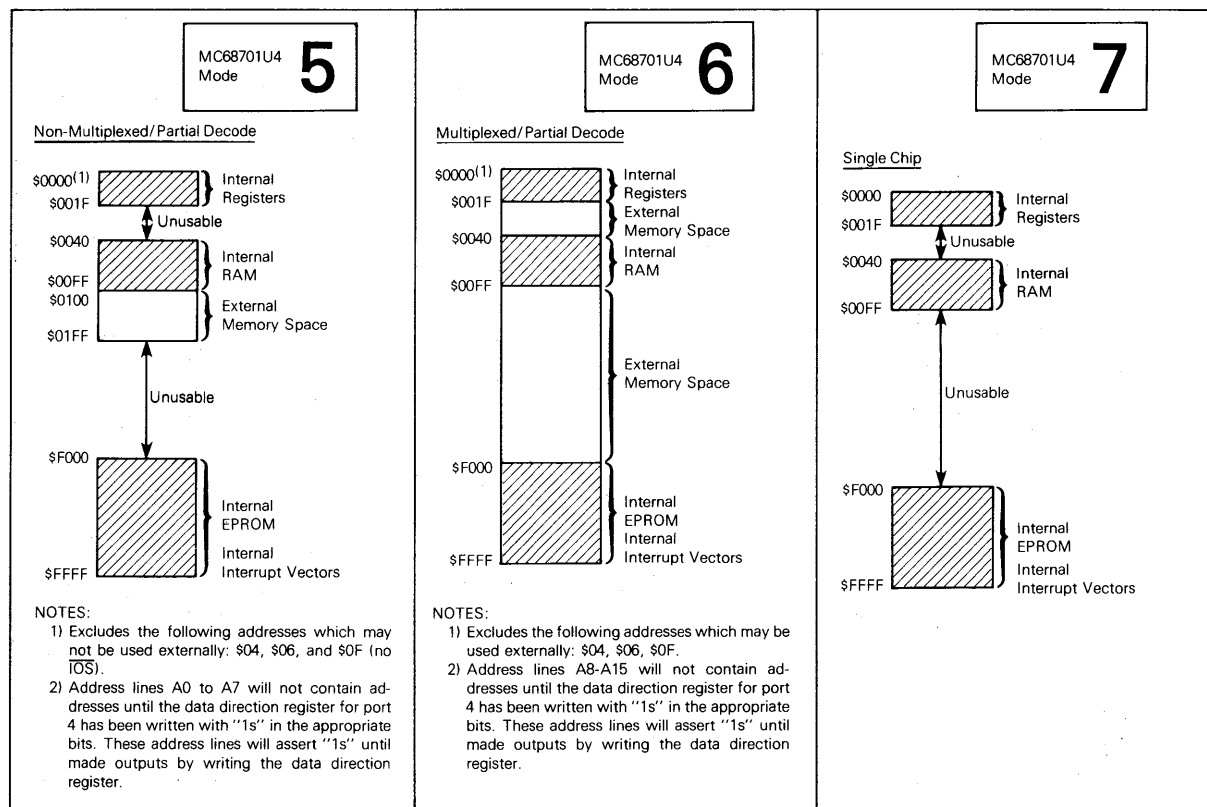 MC68701U4
Mode
5
Non-Multiplexed/Partial Decode
$0000(1)
Internal
Registers
$001F
Unusable
$0040
Internal
RAM
$00FF
$0100
External
Memory Space
$01FF
Unusable
$F000
Internal
EPROM
Internal
Interrupt Vectors
$FFFF
NOTES:
1) Excludes the following addresses which may
not be used externally: $04, $06, and $0F (no
IOS).
2) Address lines A0 to A7 will not contain ad-
dresses until the data direction register for port
4 has been written with "1s" in the appropriate
bits. These address lines will assert "1s" until
made outputs by writing the data direction
register.
MC68701U4
Mode
6
Multiplexed/Partial Decode
$0000(1)
Internal
Registers
$001F
External
Memory Space
$0040
Internal
RAM
$00FF
External
Memory Space
$F000
Internal
EPROM
Internal
Interrupt Vectors
$FFFF
NOTES:
1) Excludes the following addresses which may be
used externally: $04, $06, $0F.
2) Address lines A8-A15 will not contain ad-
dresses until the data direction register for port
4 has been written with "1s" in the appropriate
bits. These address lines will assert "1s" until
made outputs by writing the data direction
register.
MC68701U4
Mode
7
Single Chip
$0000
Internal
Registers
$001F
Unusable
$0040
Internal
RAM
$00FF
Unusable
$F000
Internal
EPROM
Internal
Interrupt Vectors
$FFFF